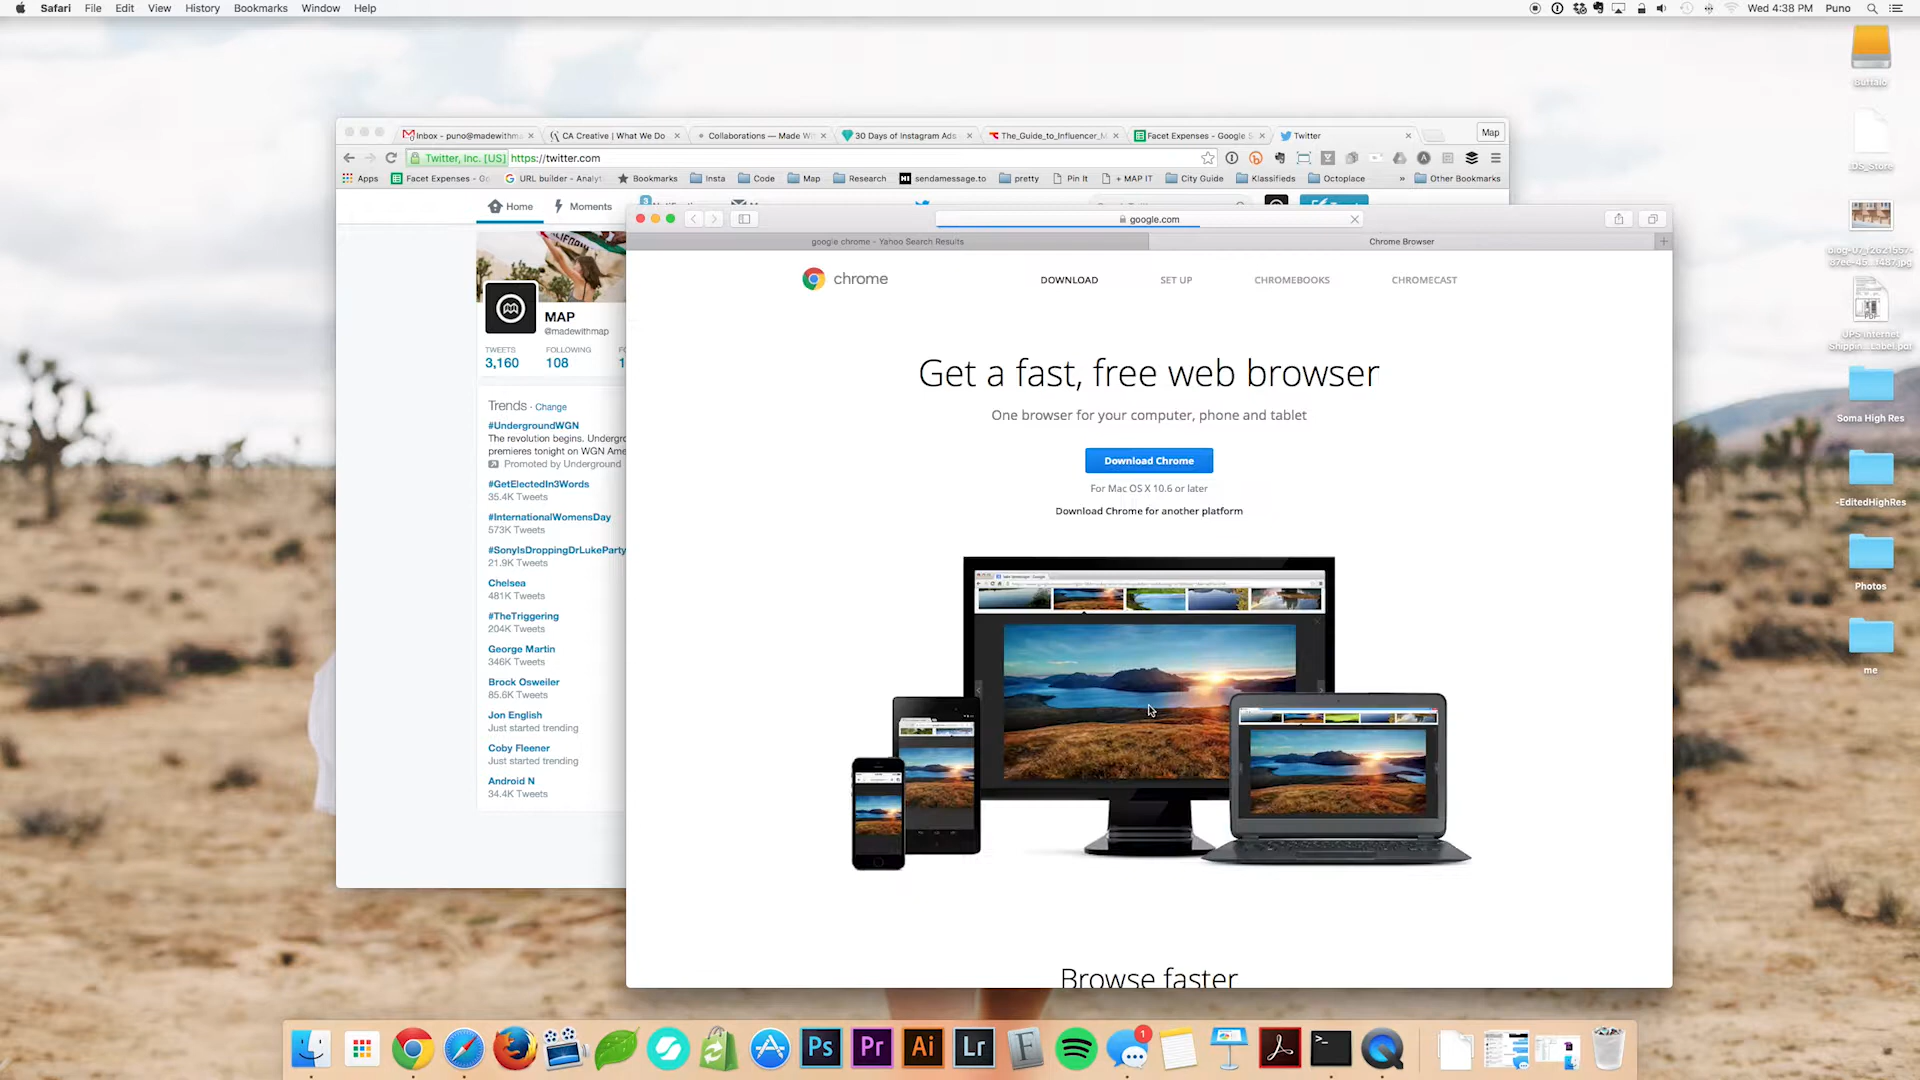 Safari File Edit View History Bookmarks Window Help
Wed 4:38 PM Puno
Inbox - puno@madewithma
CA Creative | What We Do
Collaborations — Made Wi
30 Days of Instagram Ads
The_Guide_to_Influencer_M
Facet Expenses - Google S
Twitter
Map
Twitter, Inc. [US] https://twitter.com
Apps Facet Expenses - Go URL builder - Analyt Bookmarks Insta Code Map Research sendamessage.to pretty Pin It + MAP IT City Guide Klassifieds Octoplace » Other Bookmarks
Home Moments
google.com
google chrome - Yahoo Search Results
Chrome Browser
chrome
DOWNLOAD SET UP CHROMEBOOKS CHROMECAST
Get a fast, free web browser
One browser for your computer, phone and tablet
Download Chrome
For Mac OS X 10.6 or later
Download Chrome for another platform
Browse faster
MAP
@madewithmap
TWEETS FOLLOWING
3,160 108
Trends · Change
#UndergroundWGN
The revolution begins. Undergro
premieres tonight on WGN Ame
Promoted by Underground
#GetElectedIn3Words
35.4K Tweets
#InternationalWomensDay
573K Tweets
#SonyIsDroppingDrLukeParty
21.9K Tweets
Chelsea
481K Tweets
#TheTriggering
204K Tweets
George Martin
346K Tweets
Brock Osweiler
85.6K Tweets
Jon English
Just started trending
Coby Fleener
Just started trending
Android N
34.4K Tweets
Buffalo
.DS_Store
UPS Internet
Shippin...Label.pdf
Soma High Res
-EditedHighRes
Photos
me
Ps Pr Ai Lr
1